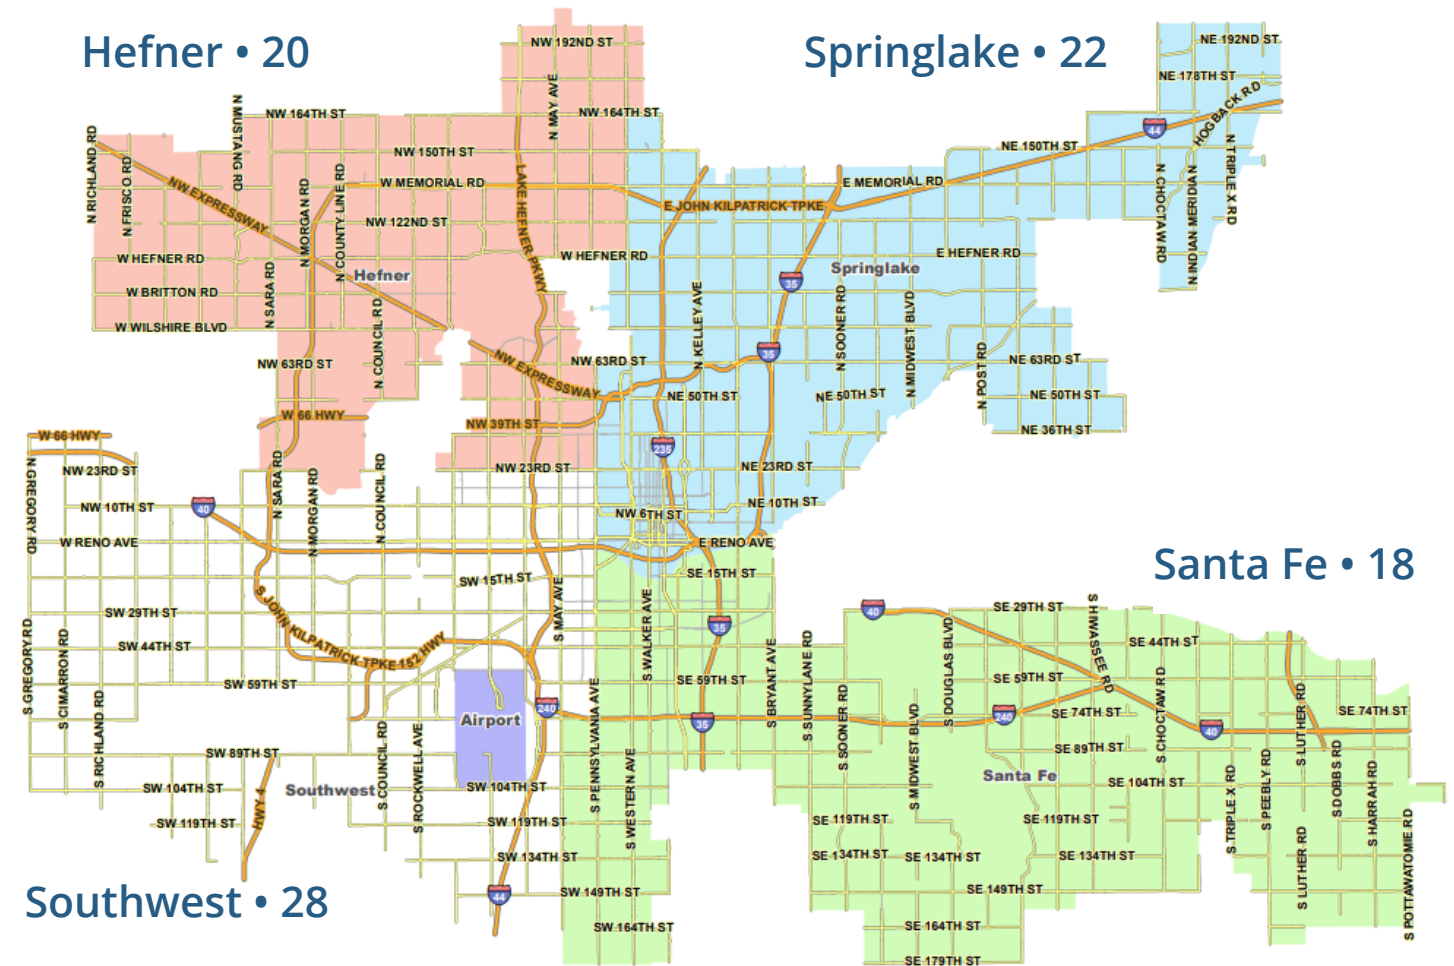 Hefner • 20
Springlake • 22
NW 192ND ST
NE 192ND ST
NE 178TH ST
HOGBACK RD
N MAY AVE
N MUSTANG RD
NW 164TH ST
NW 164TH ST
44
N RICHLAND RD
N FRISCO RD
NW 150TH ST
NE 150TH ST
N TRIPLE X RD
NW EXPRESSWAY
N MORGAN RD
N COUNTY LINE RD
W MEMORIAL RD
LAKE HEFNER PKWY
E MEMORIAL RD
E JOHN KILPATRICK TPKE
N CHOCTAW RD
N INDIAN MERIDIAN
NW 122ND ST
W HEFNER RD
W HEFNER RD
E HEFNER RD
Hefner
Springlake
35
W BRITTON RD
N SARA RD
N COUNCIL RD
N KELLEY AVE
N SOONER RD
N MIDWEST BLVD
W WILSHIRE BLVD
NW 63RD ST
NW EXPRESSWAY
NW 63RD ST
35
N POST RD
NE 63RD ST
NE 50TH ST
NE 50TH ST
NE 50TH ST
W 66 HWY
NW 39TH ST
NE 36TH ST
W 66 HWY
235
NW 23RD ST
NW 23RD ST
NE 23RD ST
N GREGORY RD
N SARA RD
N MORGAN RD
N COUNCIL RD
NW 10TH ST
40
NW 6TH ST
NE 10TH ST
W RENO AVE
E RENO AVE
Santa Fe • 18
SW 15TH ST
SE 15TH ST
S JOHN KILPATRICK TPKE 152 HWY
S MAY AVE
S WALKER AVE
SW 29TH ST
40
SE 29TH ST
S HIWASSEE RD
35
S GREGORY RD
S CIMARRON RD
SW 44TH ST
SE 44TH ST
S BRYANT AVE
S SUNNYLANE RD
S DOUGLAS BLVD
SW 59TH ST
SE 59TH ST
SE 59TH ST
S RICHLAND RD
S PENNSYLVANIA AVE
S SOONER RD
S MIDWEST BLVD
S CHOCTAW RD
S LUTHER RD
Airport
240
35
240
SE 74TH ST
40
SE 74TH ST
S COUNCIL RD
S ROCKWELL AVE
S WESTERN AVE
SW 89TH ST
SE 89TH ST
S DOBBS RD
S PEEBLY RD
S TRIPLE X RD
S HARRAH RD
Santa Fe
SW 104TH ST
Southwest
SW 104TH ST
SE 104TH ST
HWY 4
SW 119TH ST
SW 119TH ST
SE 119TH ST
SE 119TH ST
S POTTAWATOMIE RD
SW 134TH ST
SE 134TH ST
SE 134TH ST
SE 134TH ST
S LUTHER RD
Southwest • 28
44
SW 149TH ST
SE 149TH ST
SW 164TH ST
SE 164TH ST
SE 179TH ST